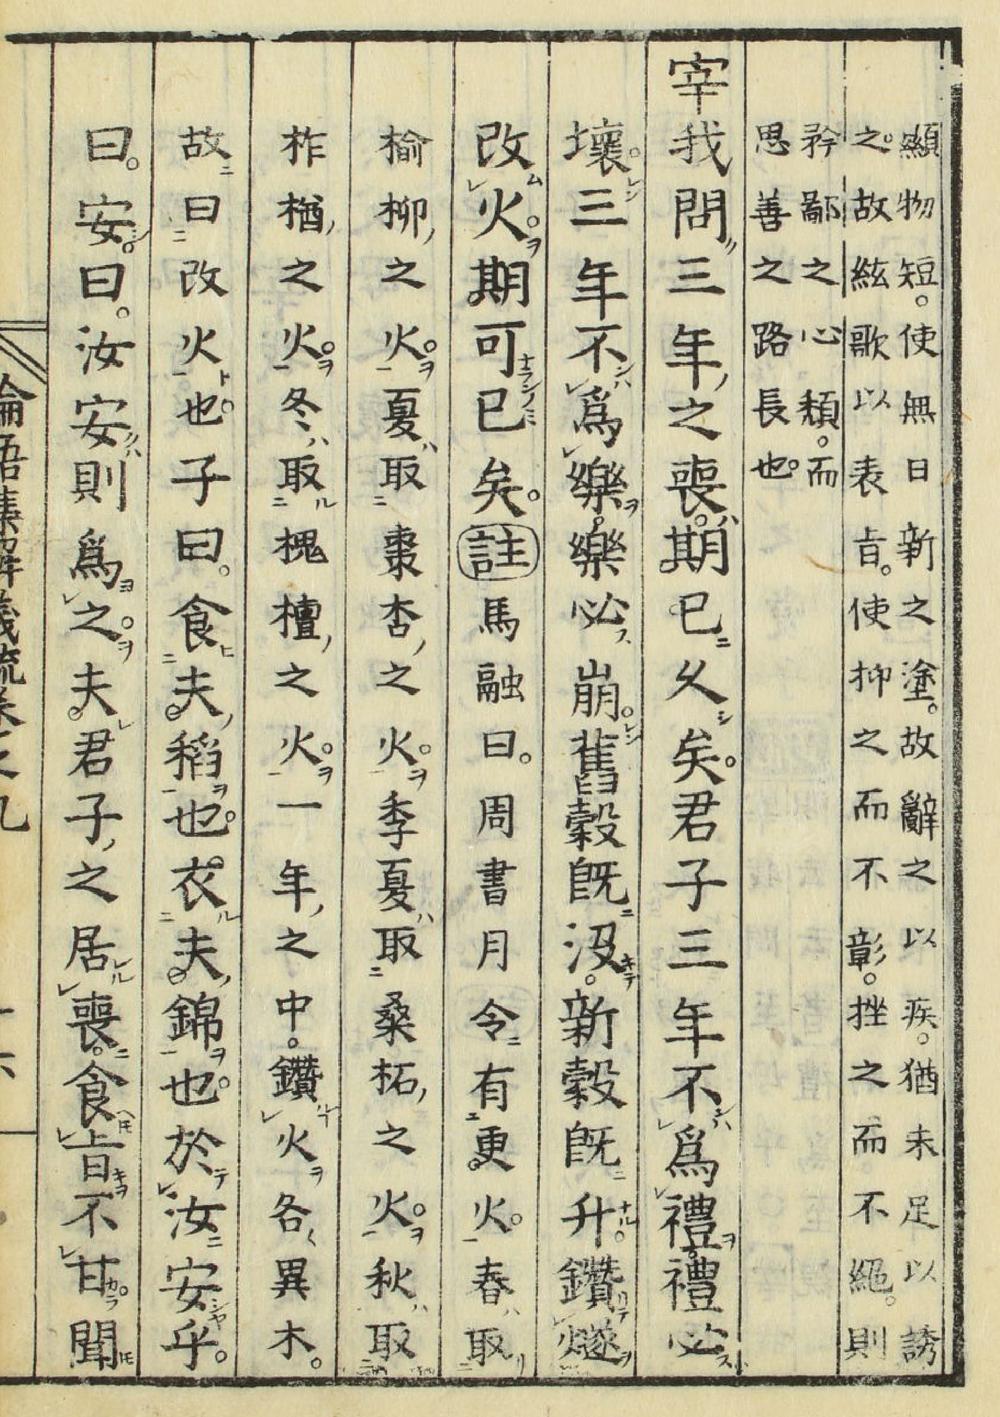 顯物短。使無日新之塗。故辭之以疾。猶未足以誘
之。故絃歌以表㫖。使抑之而不彰。挫之而不絕。則
矜鄙之心頽。而
思善之路長也。
宰我問三年之喪。期已久矣。君子三年不爲禮。禮必
壞。三年不爲樂。樂必崩。舊穀既沒。新穀既升。鑽燧
改火。期可已矣。註馬融曰。周書月令有更火。春取
榆柳之火。夏取棗杏之火。季夏取桑柘之火。秋取
柞楢之火。冬取槐檀之火。一年之中。鑽火各異木。
故曰改火也。子曰。食夫稻也。衣夫錦也。於汝安乎。
曰。安。曰。汝安則爲之。夫君子之居喪。食㫖不甘。聞
論語集解義疏卷之九